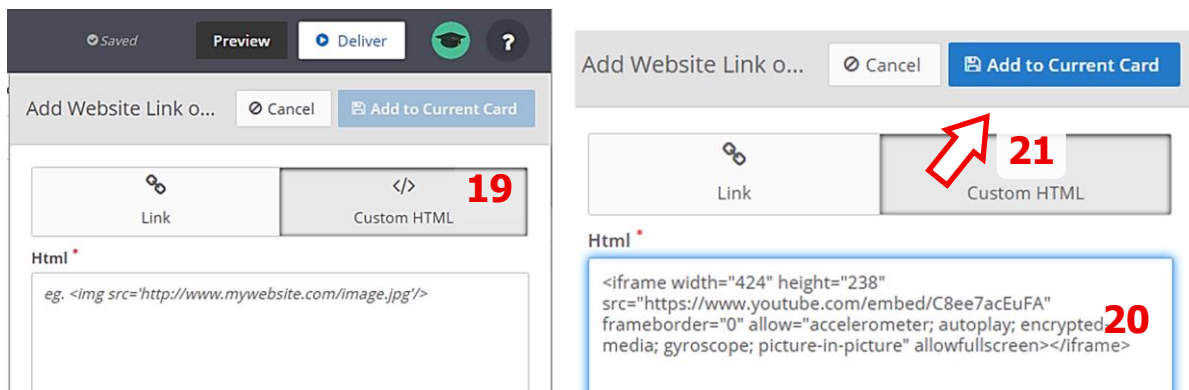 Saved
Preview
Deliver
?
Add Website Link o...
Cancel
Add to Current Card
Link
</>
Custom HTML
19
Html *
eg. <img src='http://www.mywebsite.com/image.jpg'/>
Add Website Link o...
Cancel
Add to Current Card
21
Link
Custom HTML
Html *
<iframe width="424" height="238"
src="https://www.youtube.com/embed/C8ee7acEuFA"
frameborder="0" allow="accelerometer; autoplay; encrypted
20
media; gyroscope; picture-in-picture" allowfullscreen></iframe>